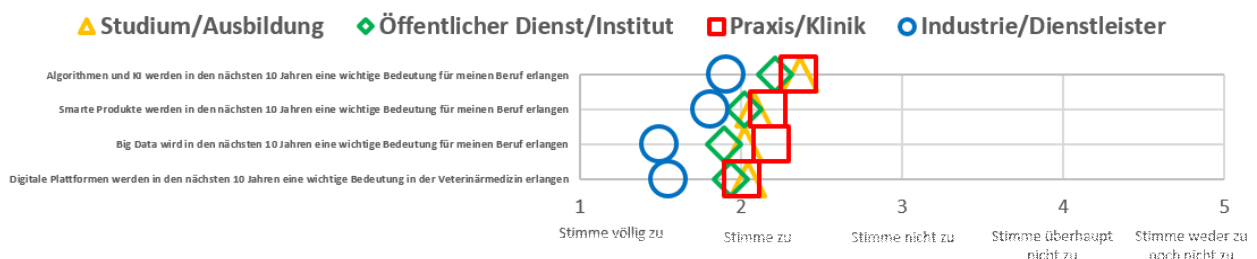 Studium/Ausbildung Öffentlicher Dienst/Institut Praxis/Klinik Industrie/Dienstleister
Algorithmen und KI werden in den nächsten 10 Jahren eine wichtige Bedeutung für meinen Beruf erlangen
Smarte Produkte werden in den nächsten 10 Jahren eine wichtige Bedeutung für meinen Beruf erlangen
Big Data wird in den nächsten 10 Jahren eine wichtige Bedeutung für meinen Beruf erlangen
Digitale Plattformen werden in den nächsten 10 Jahren eine wichtige Bedeutung in der Veterinärmedizin erlangen
1 2 3 4 5
Stimme völlig zu Stimme zu Stimme nicht zu Stimme überhaupt Stimme weder zu
nicht zu noch nicht zu